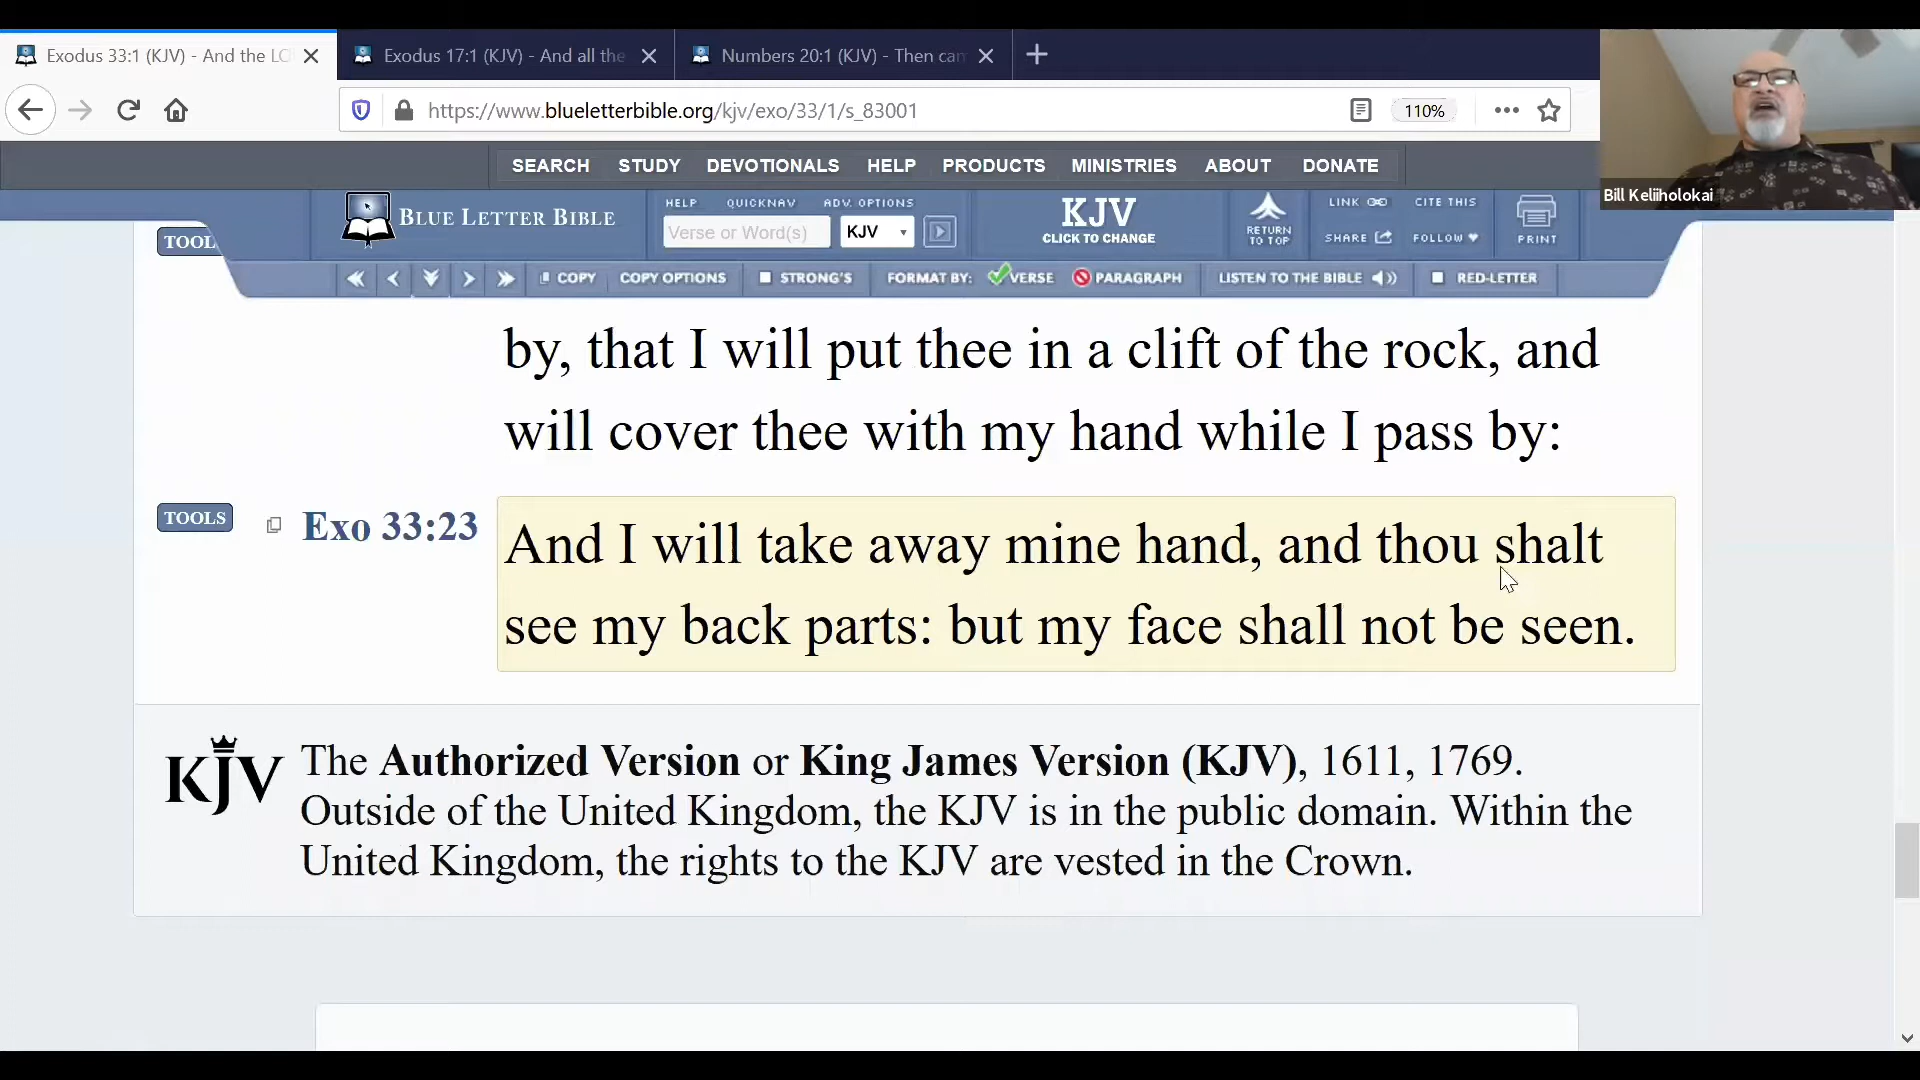 Exodus 33:1 (KJV) - And the LO
Exodus 17:1 (KJV) - And all the
Numbers 20:1 (KJV) - Then can
https://www.blueletterbible.org/kjv/exo/33/1/s_83001
110%
Bill Keliiholokai
SEARCH STUDY DEVOTIONALS HELP PRODUCTS MINISTRIES ABOUT DONATE
BLUE LETTER BIBLE
HELP QUICKNAV ADV. OPTIONS
Verse or Word(s) KJV
KJV
CLICK TO CHANGE
RETURN
TO TOP
LINK CITE THIS
SHARE FOLLOW
PRINT
TOOL
COPY COPY OPTIONS STRONG'S FORMAT BY: VERSE PARAGRAPH LISTEN TO THE BIBLE RED-LETTER
by, that I will put thee in a clift of the rock, and
will cover thee with my hand while I pass by:
TOOLS Exo 33:23 And I will take away mine hand, and thou shalt
see my back parts: but my face shall not be seen.
KJV
The Authorized Version or King James Version (KJV), 1611, 1769.
Outside of the United Kingdom, the KJV is in the public domain. Within the
United Kingdom, the rights to the KJV are vested in the Crown.